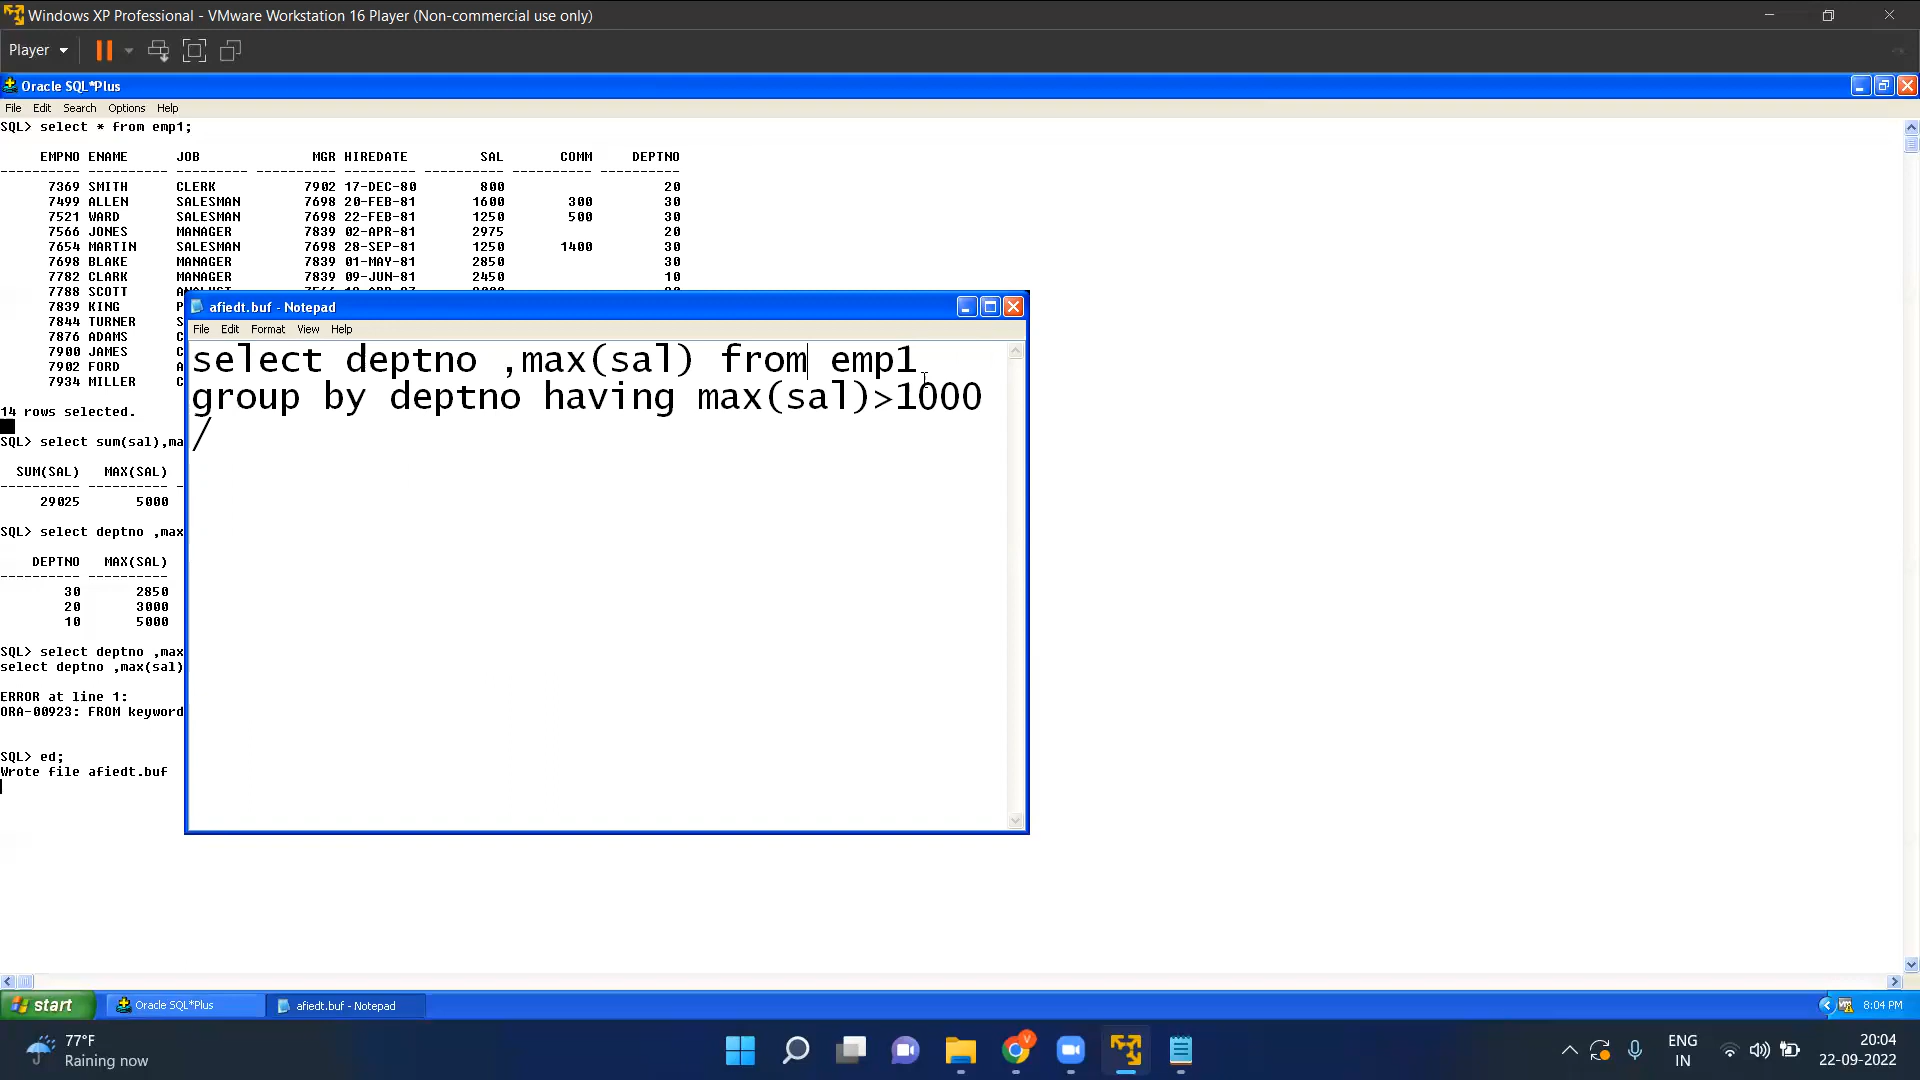 Windows XP Professional - VMware Workstation 16 Player (Non-commercial use only)
Player
Oracle SQL*Plus
File Edit Search Options Help
SQL> select * from emp1;
EMPNO ENAME JOB MGR HIREDATE SAL COMM DEPTNO
---------- ---------- --------- ---------- --------- ---------- ---------- ----------
7369 SMITH CLERK 7902 17-DEC-80 800 20
7499 ALLEN SALESMAN 7698 20-FEB-81 1600 300 30
7521 WARD SALESMAN 7698 22-FEB-81 1250 500 30
7566 JONES MANAGER 7839 02-APR-81 2975 20
7654 MARTIN SALESMAN 7698 28-SEP-81 1250 1400 30
7698 BLAKE MANAGER 7839 01-MAY-81 2850 30
7782 CLARK MANAGER 7839 09-JUN-81 2450 10
7788 SCOTT
7839 KING P
7844 TURNER S
7876 ADAMS C
7900 JAMES C
7902 FORD A
7934 MILLER C
14 rows selected.
SQL> select sum(sal),ma
SUM(SAL) MAX(SAL)
---------- ---------- -
29025 5000
SQL> select deptno ,max
DEPTNO MAX(SAL)
---------- ----------
30 2850
20 3000
10 5000
SQL> select deptno ,max
select deptno ,max(sal)
ERROR at line 1:
ORA-00923: FROM keyword
SQL> ed;
Wrote file afiedt.buf
afiedt.buf - Notepad
File Edit Format View Help
select deptno ,max(sal) from emp1
group by deptno having max(sal)>1000
/
start Oracle SQL*Plus afiedt.buf - Notepad 8:04 PM
77°F
Raining now
V
ENG
IN
20:04
22-09-2022